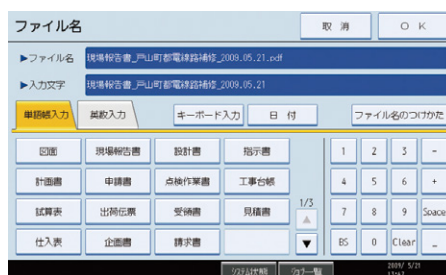 ファイル名 取消 OK
▶ファイル名 現場報告書_戸山町都電線路補修_2009.05.21.pdf
▶入力文字 現場報告書_戸山町都電線路補修_2009.05.21
単語帳入力 英数入力 キーボード入力 日付 ファイル名のつけかた
図面 現場報告書 設計書 指示書 1 2 3 -
計画書 申請書 点検作業書 工事台帳 4 5 6 +
試算表 出荷伝票 受領書 見積書 1/3 ▲ 7 8 9 Space
仕入表 企画書 請求書 ▼ BS 0 Clear _
システム状態 ジョブ一覧 2009/ 5/21